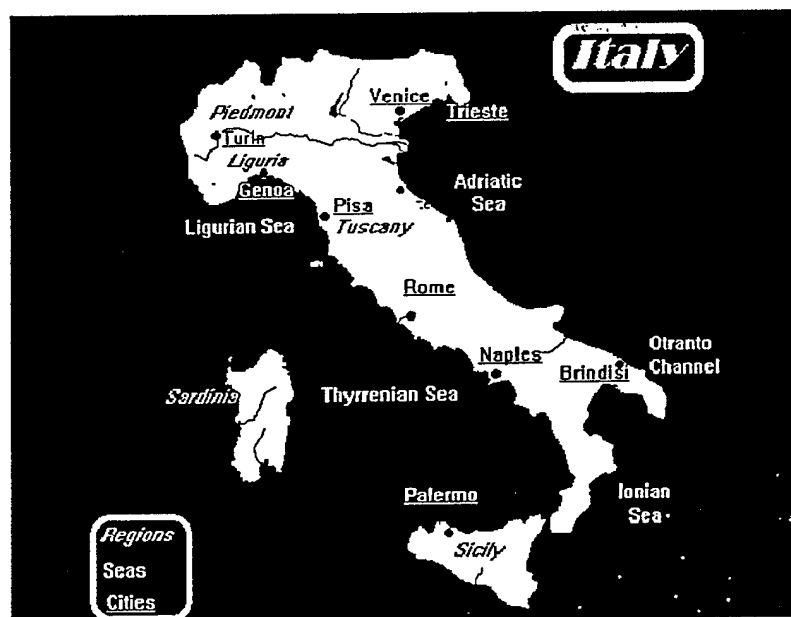 Italy
Venice
Trieste
Piedmont
Turin
Liguria
Genoa
Adriatic
Sea
Pisa
Tuscany
Ligurian Sea
Rome
Naples
Otranto
Channel
Brindisi
Sardinia
Thyrrenian Sea
Palermo
Ionian
Sea
Sicily
Regions
Seas
Cities